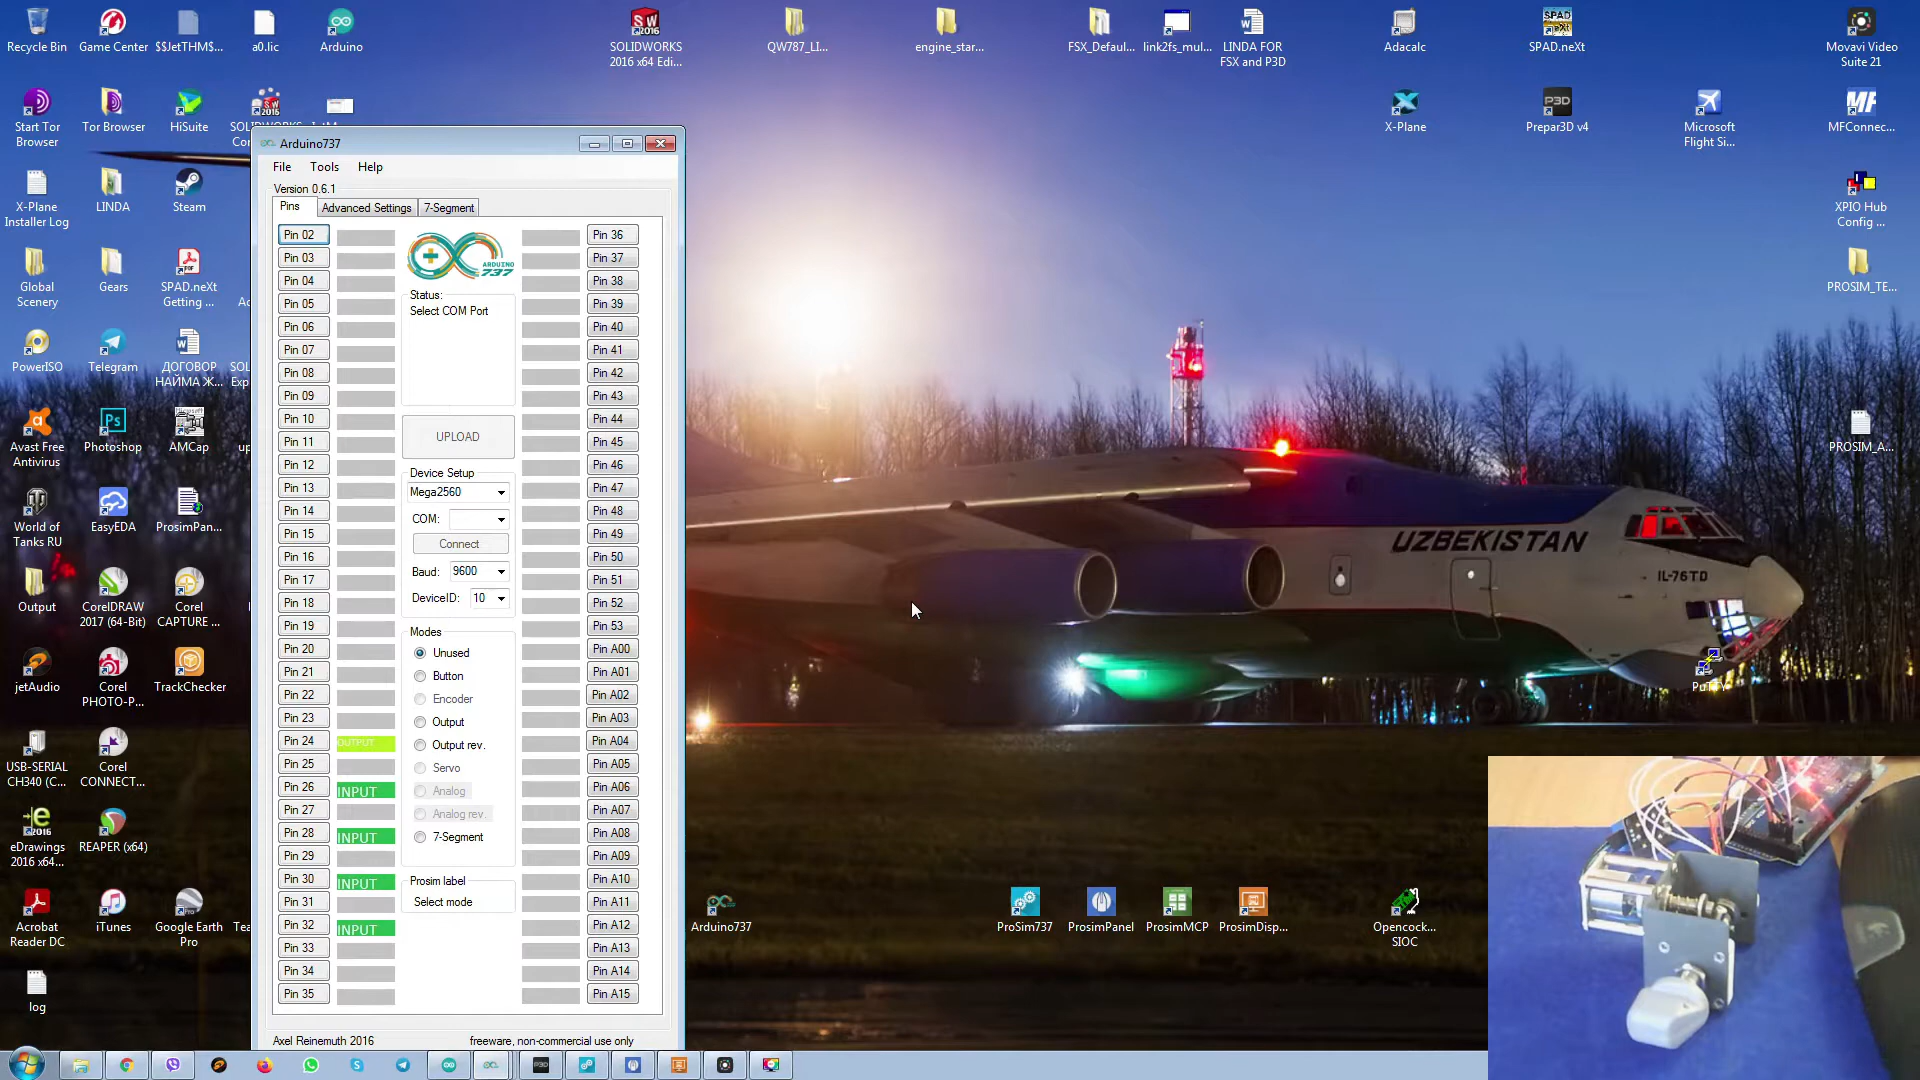 Recycle Bin
Game Center
$$JetTHM$...
a0.lic
Arduino
SOLIDWORKS
2016 x64 Edi...
QW787_LI...
engine_star...
FSX_Defaul...
link2fs_mul...
LINDA FOR
FSX and P3D
Adacalc
SPAD.neXt
Movavi Video
Suite 21
Start Tor
Browser
Tor Browser
HiSuite
X-Plane
Prepar3D v4
Microsoft
Flight Si...
MFConnec...
X-Plane
Installer Log
LINDA
Steam
XPIO Hub
Config ...
Global
Scenery
Gears
SPAD.neXt
Getting ...
PROSIM_TE...
PowerISO
Telegram
ДОГОВОР
НАЙМА Ж...
Avast Free
Antivirus
Photoshop
AMCap
PROSIM_A...
World of
Tanks RU
EasyEDA
ProsimPan...
Output
CorelDRAW
2017 (64-Bit)
Corel
CAPTURE ...
jetAudio
Corel
PHOTO-P...
TrackChecker
PuTTY
USB-SERIAL
CH340 (C...
Corel
CONNECT...
eDrawings
2016 x64...
REAPER (x64)
Acrobat
Reader DC
iTunes
Google Earth
Pro
log
Arduino737
ProSim737
ProsimPanel
ProsimMCP
ProsimDisp...
Opencock...
SIOC
UZBEKISTAN
IL-76TD
Arduino737
File
Tools
Help
Version 0.6.1
Pins
Advanced Settings
7-Segment
Pin 02
Pin 03
Pin 04
Pin 05
Pin 06
Pin 07
Pin 08
Pin 09
Pin 10
Pin 11
Pin 12
Pin 13
Pin 14
Pin 15
Pin 16
Pin 17
Pin 18
Pin 19
Pin 20
Pin 21
Pin 22
Pin 23
Pin 24
OUTPUT
Pin 25
Pin 26
INPUT
Pin 27
Pin 28
INPUT
Pin 29
Pin 30
INPUT
Pin 31
Pin 32
INPUT
Pin 33
Pin 34
Pin 35
ARDUINO
737
Status:
Select COM Port
UPLOAD
Device Setup
Mega2560
COM:
Connect
Baud: 9600
DeviceID: 10
Modes
Unused
Button
Encoder
Output
Output rev.
Servo
Analog
Analog rev.
7-Segment
Prosim label
Select mode
Pin 36
Pin 37
Pin 38
Pin 39
Pin 40
Pin 41
Pin 42
Pin 43
Pin 44
Pin 45
Pin 46
Pin 47
Pin 48
Pin 49
Pin 50
Pin 51
Pin 52
Pin 53
Pin A00
Pin A01
Pin A02
Pin A03
Pin A04
Pin A05
Pin A06
Pin A07
Pin A08
Pin A09
Pin A10
Pin A11
Pin A12
Pin A13
Pin A14
Pin A15
Axel Reinemuth 2016
freeware, non-commercial use only